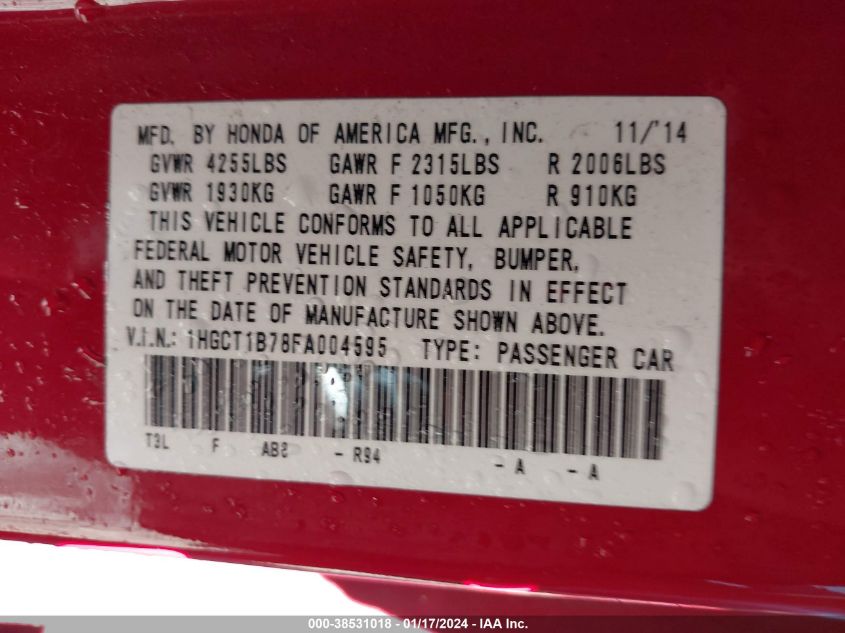 MFD. BY HONDA OF AMERICA MFG., INC. 11/'14
GVWR 4255LBS GAWR F 2315LBS R 2006LBS
GVWR 1930KG GAWR F 1050KG R 910KG
THIS VEHICLE CONFORMS TO ALL APPLICABLE
FEDERAL MOTOR VEHICLE SAFETY, BUMPER,
AND THEFT PREVENTION STANDARDS IN EFFECT
ON THE DATE OF MANUFACTURE SHOWN ABOVE.
V.I.N.: 1HGCT1B78FA004595 TYPE: PASSENGER CAR
T3L F AB8 - R94 - A - A
000-38531018 - 01/17/2024 - IAA Inc.